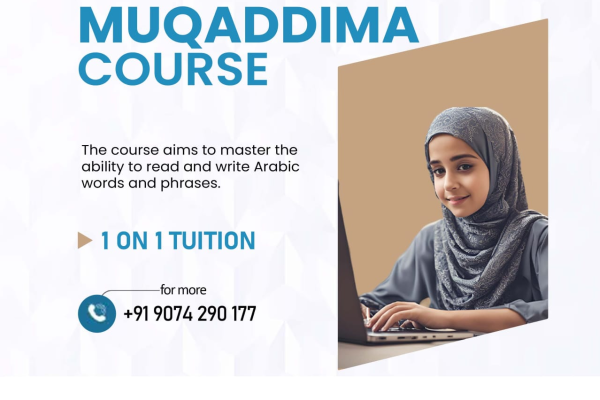 MUQADDIMA
COURSE
The course aims to master the
ability to read and write Arabic
words and phrases.
1 ON 1 TUITION
for more
+91 9074 290 177